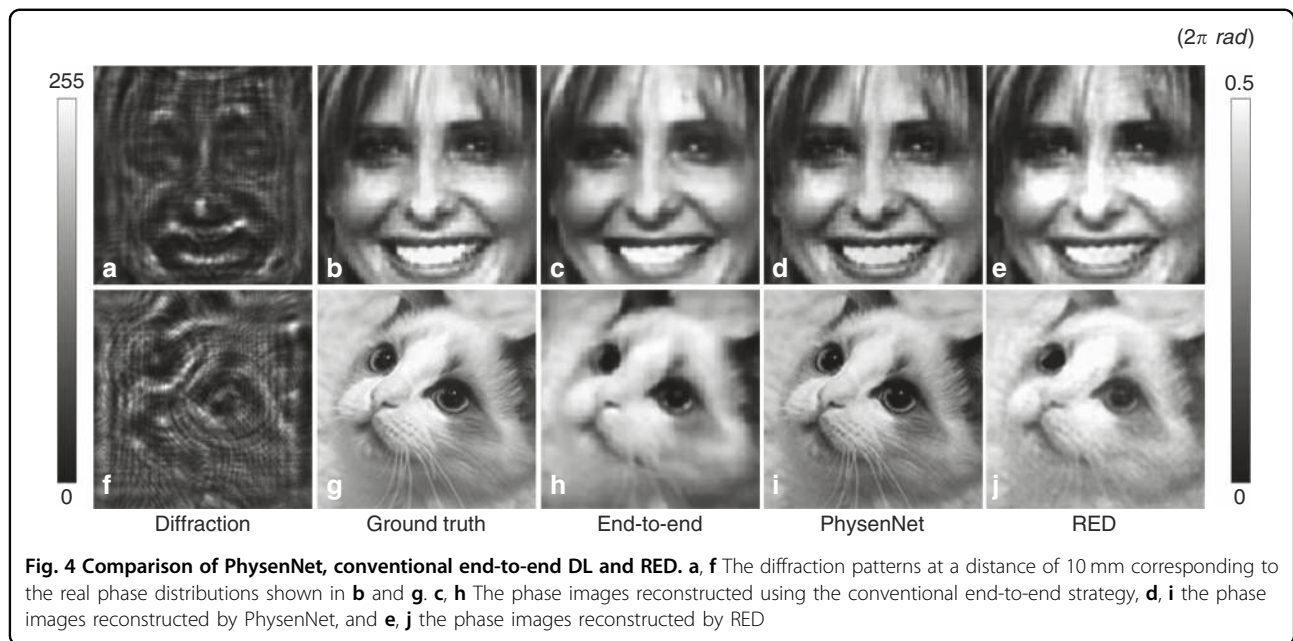 (2π rad)
255
0.5
a
b
c
d
e
f
g
h
i
j
0
0
Diffraction
Ground truth
End-to-end
PhysenNet
RED
Fig. 4 Comparison of PhysenNet, conventional end-to-end DL and RED. a, f The diffraction patterns at a distance of 10 mm corresponding to
the real phase distributions shown in b and g. c, h The phase images reconstructed using the conventional end-to-end strategy, d, i the phase
images reconstructed by PhysenNet, and e, j the phase images reconstructed by RED